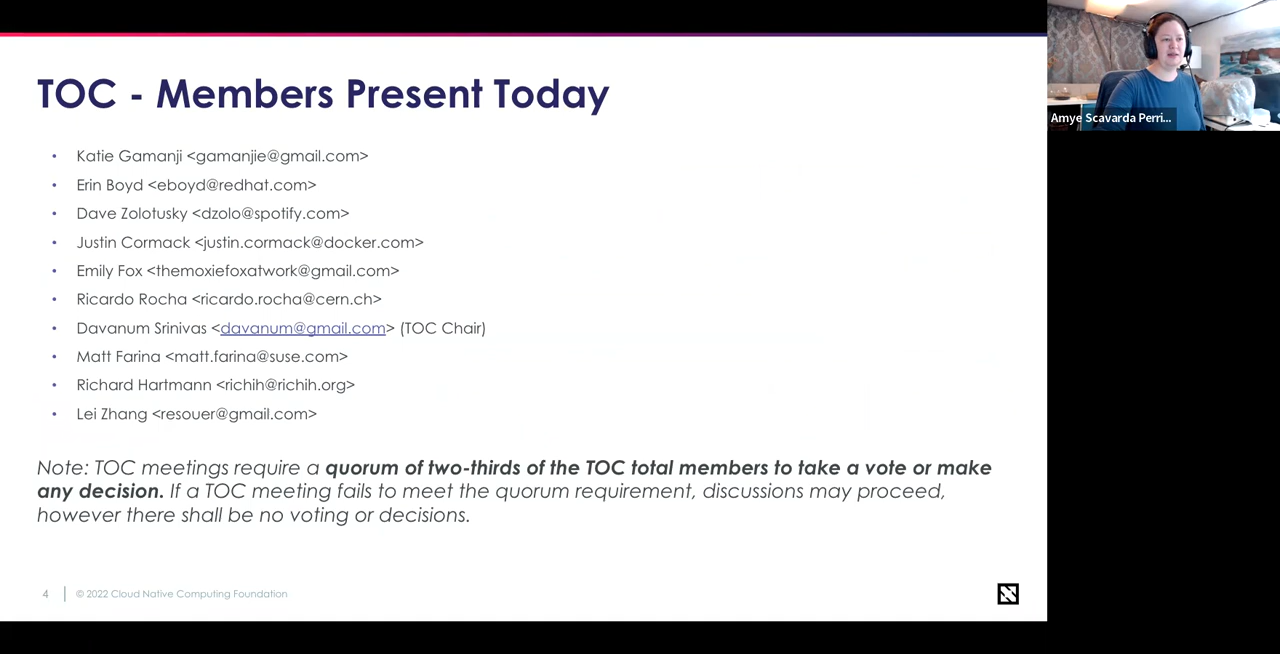 TOC - Members Present Today
Amye Scavarda Perri...
• Katie Gamanji <gamanjie@gmail.com>
• Erin Boyd <eboyd@redhat.com>
• Dave Zolotusky <dzolo@spotify.com>
• Justin Cormack <justin.cormack@docker.com>
• Emily Fox <themoxiefoxatwork@gmail.com>
• Ricardo Rocha <ricardo.rocha@cern.ch>
• Davanum Srinivas <davanum@gmail.com> (TOC Chair)
• Matt Farina <matt.farina@suse.com>
• Richard Hartmann <richih@richih.org>
• Lei Zhang <resouer@gmail.com>
Note: TOC meetings require a quorum of two-thirds of the TOC total members to take a vote or make
any decision. If a TOC meeting fails to meet the quorum requirement, discussions may proceed,
however there shall be no voting or decisions.
4 © 2022 Cloud Native Computing Foundation